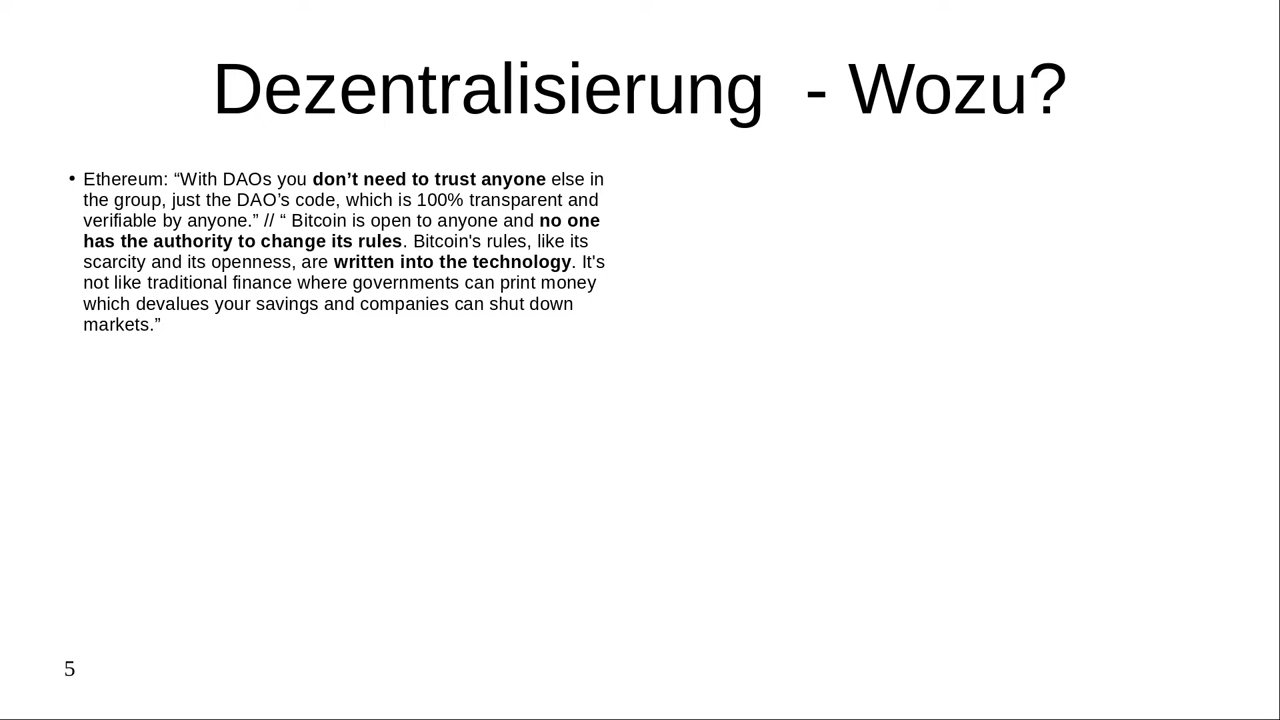 Dezentralisierung  - Wozu?
• Ethereum: “With DAOs you don’t need to trust anyone else in
the group, just the DAO’s code, which is 100% transparent and
verifiable by anyone.” // “ Bitcoin is open to anyone and no one
has the authority to change its rules. Bitcoin's rules, like its
scarcity and its openness, are written into the technology. It's
not like traditional finance where governments can print money
which devalues your savings and companies can shut down
markets.”
5